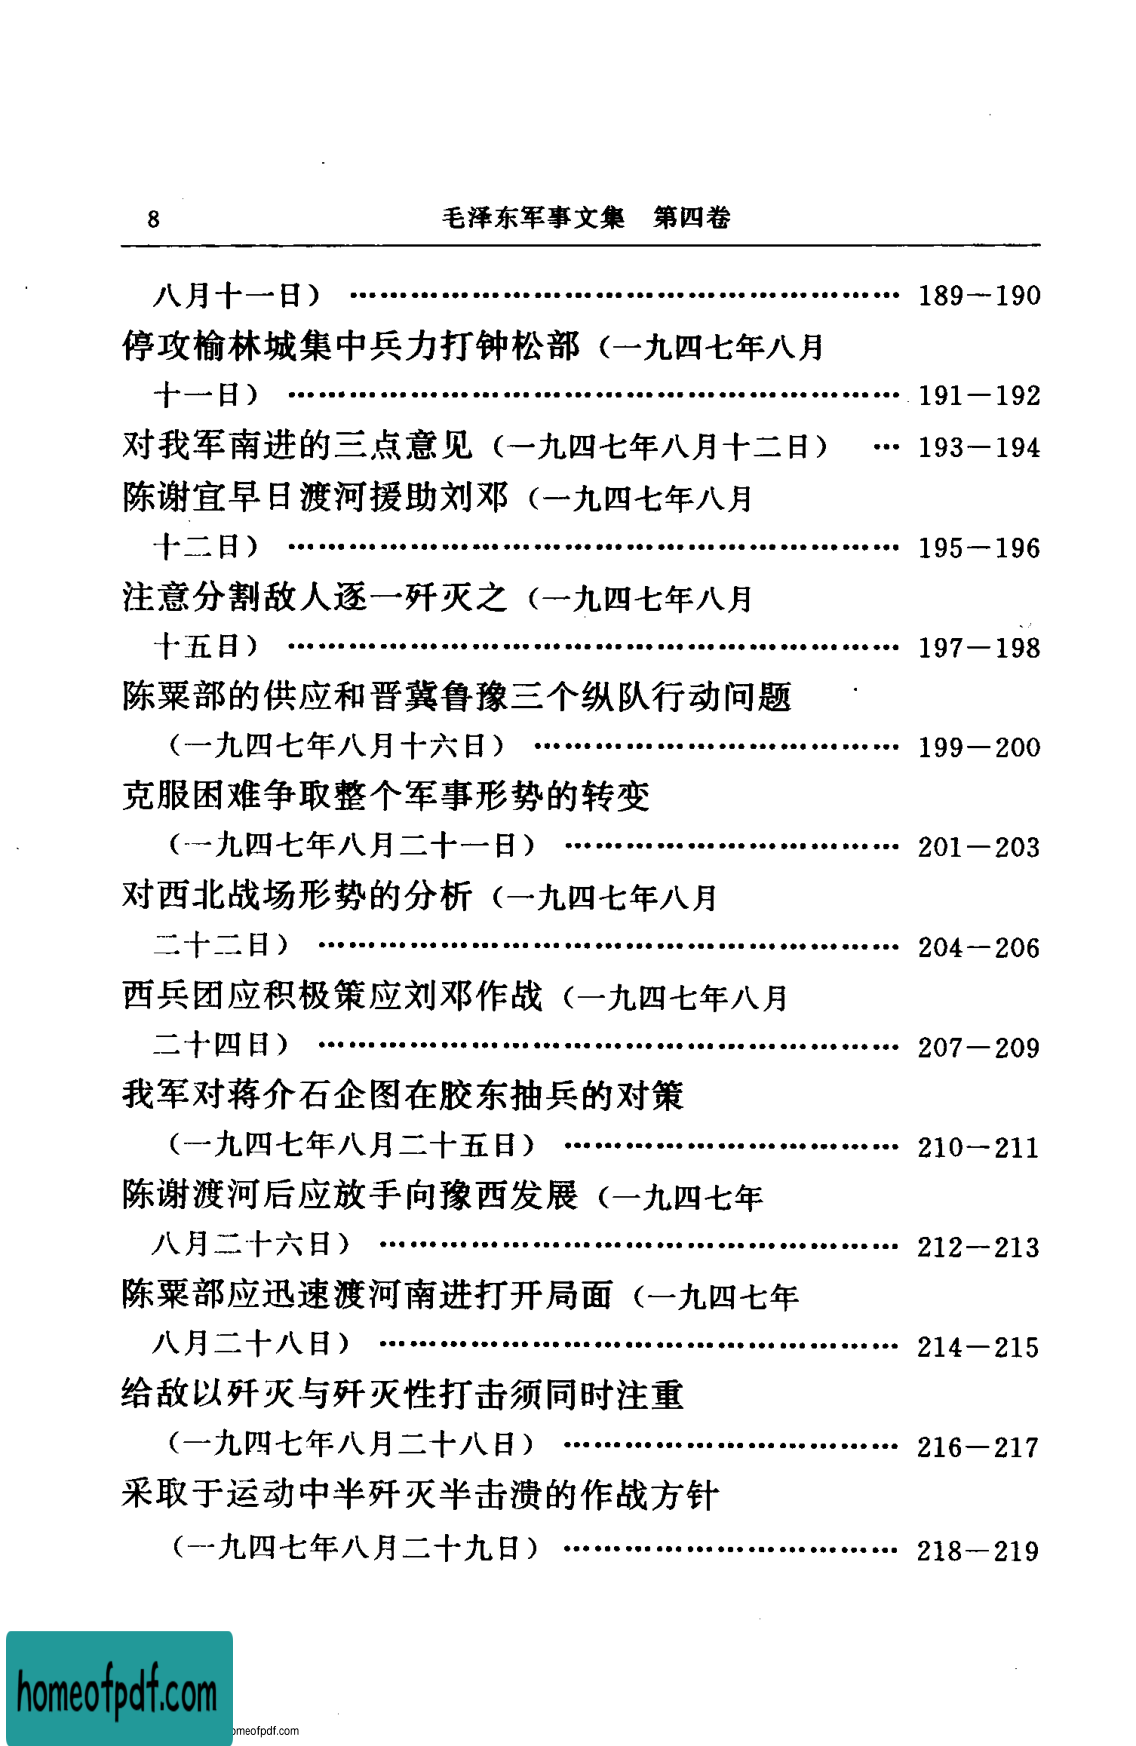 8 毛泽东军事文集 第四卷
八月十一日) ………………………………………… 189—190
停攻榆林城集中兵力打钟松部(一九四七年八月
十一日) ………………………………………… 191—192
对我军南进的三点意见(一九四七年八月十二日) … 193—194
陈谢宜早日渡河援助刘邓(一九四七年八月
十二日) ………………………………………… 195—196
注意分割敌人逐一歼灭之(一九四七年八月
十五日) ………………………………………… 197—198
陈粟部的供应和晋冀鲁豫三个纵队行动问题
(一九四七年八月十六日) ………………………… 199—200
克服困难争取整个军事形势的转变
(一九四七年八月二十一日) ……………………… 201—203
对西北战场形势的分析(一九四七年八月
二十二日) ……………………………………… 204—206
西兵团应积极策应刘邓作战(一九四七年八月
二十四日) ……………………………………… 207—209
我军对蒋介石企图在胶东抽兵的对策
(一九四七年八月二十五日) ……………………… 210—211
陈谢渡河后应放手向豫西发展(一九四七年
八月二十六日) ………………………………… 212—213
陈粟部应迅速渡河南进打开局面(一九四七年
八月二十八日) ………………………………… 214—215
给敌以歼灭与歼灭性打击须同时注重
(一九四七年八月二十八日) ……………………… 216—217
采取于运动中半歼灭半击溃的作战方针
(一九四七年八月二十九日) ……………………… 218—219
homeofpdf.com
omeofpdf.com